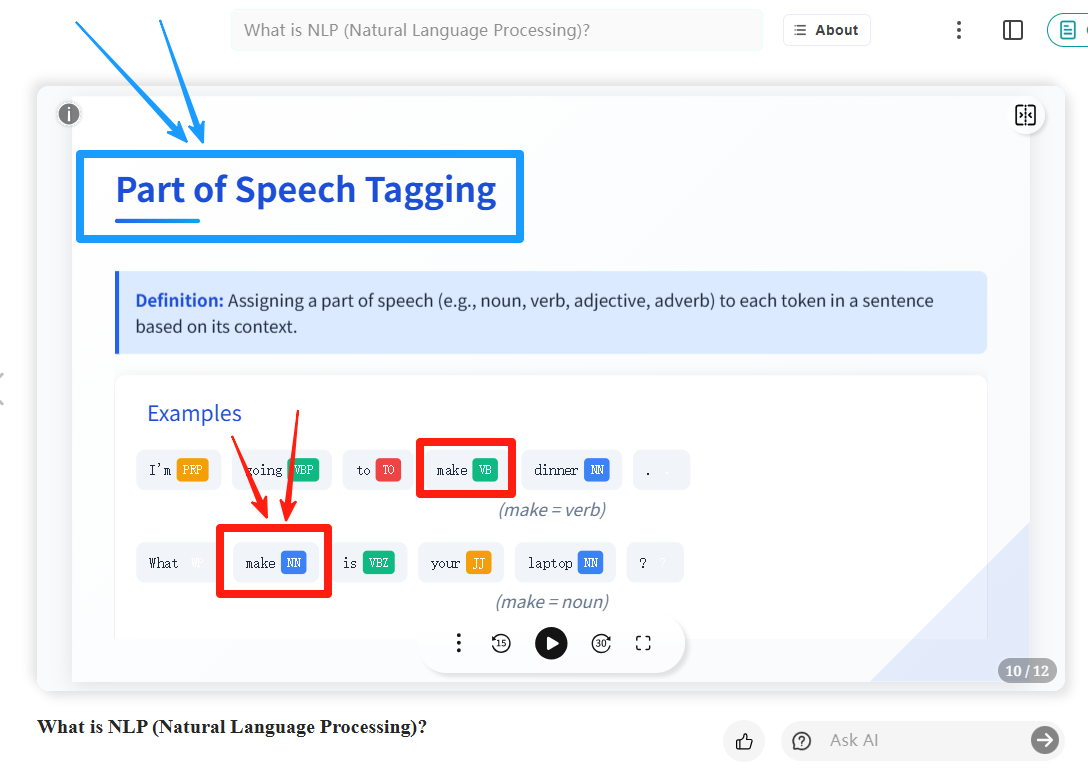 What is NLP (Natural Language Processing)?
About
Part of Speech Tagging
Definition: Assigning a part of speech (e.g., noun, verb, adjective, adverb) to each token in a sentence
based on its context.
Examples
I'm PRP going VBP to TO make VB dinner NN .
(make = verb)
What WP make NN is VBZ your JJ laptop NN ?
(make = noun)
15 30
10 / 12
What is NLP (Natural Language Processing)?
Ask AI